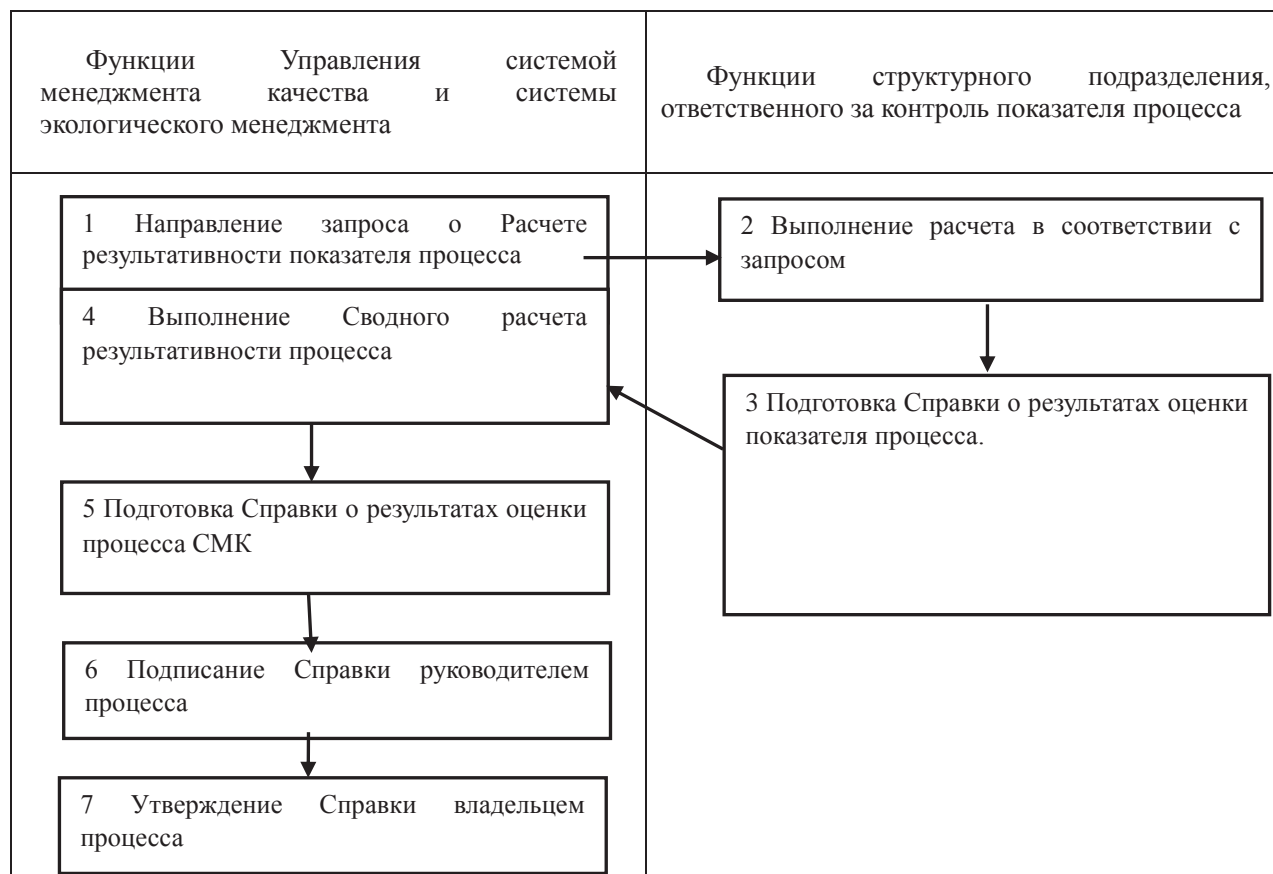 Функции Управления системой
менеджмента качества и системы
экологического менеджмента
Функции структурного подразделения,
ответственного за контроль показателя процесса
1 Направление запроса о Расчете
результативности показателя процесса
2 Выполнение расчета в соответствии с
запросом
3 Подготовка Справки о результатах оценки
показателя процесса.
4 Выполнение Сводного расчета
результативности процесса
5 Подготовка Справки о результатах оценки
процесса СМК
6 Подписание Справки руководителем
процесса
7 Утверждение Справки владельцем
процесса